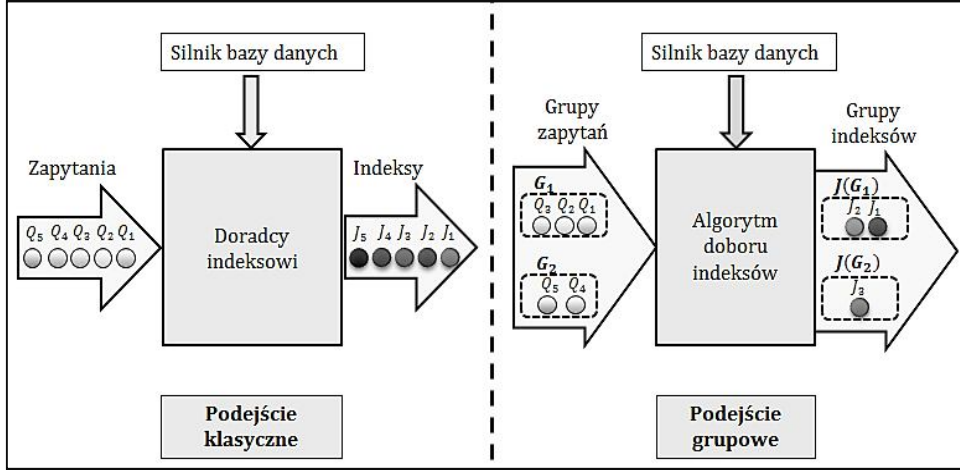 Silnik bazy danych
Zapytania
Q5 Q4 Q3 Q2 Q1
Doradcy
indeksowi
Indeksy
J5 J4 J3 J2 J1
Podejście
klasyczne
Silnik bazy danych
Grupy
zapytań
G1
Q3 Q2 Q1
G2
Q5 Q4
Algorytm
doboru
indeksów
Grupy
indeksów
J(G1)
J2 J1
J(G2)
J3
Podejście
grupowe